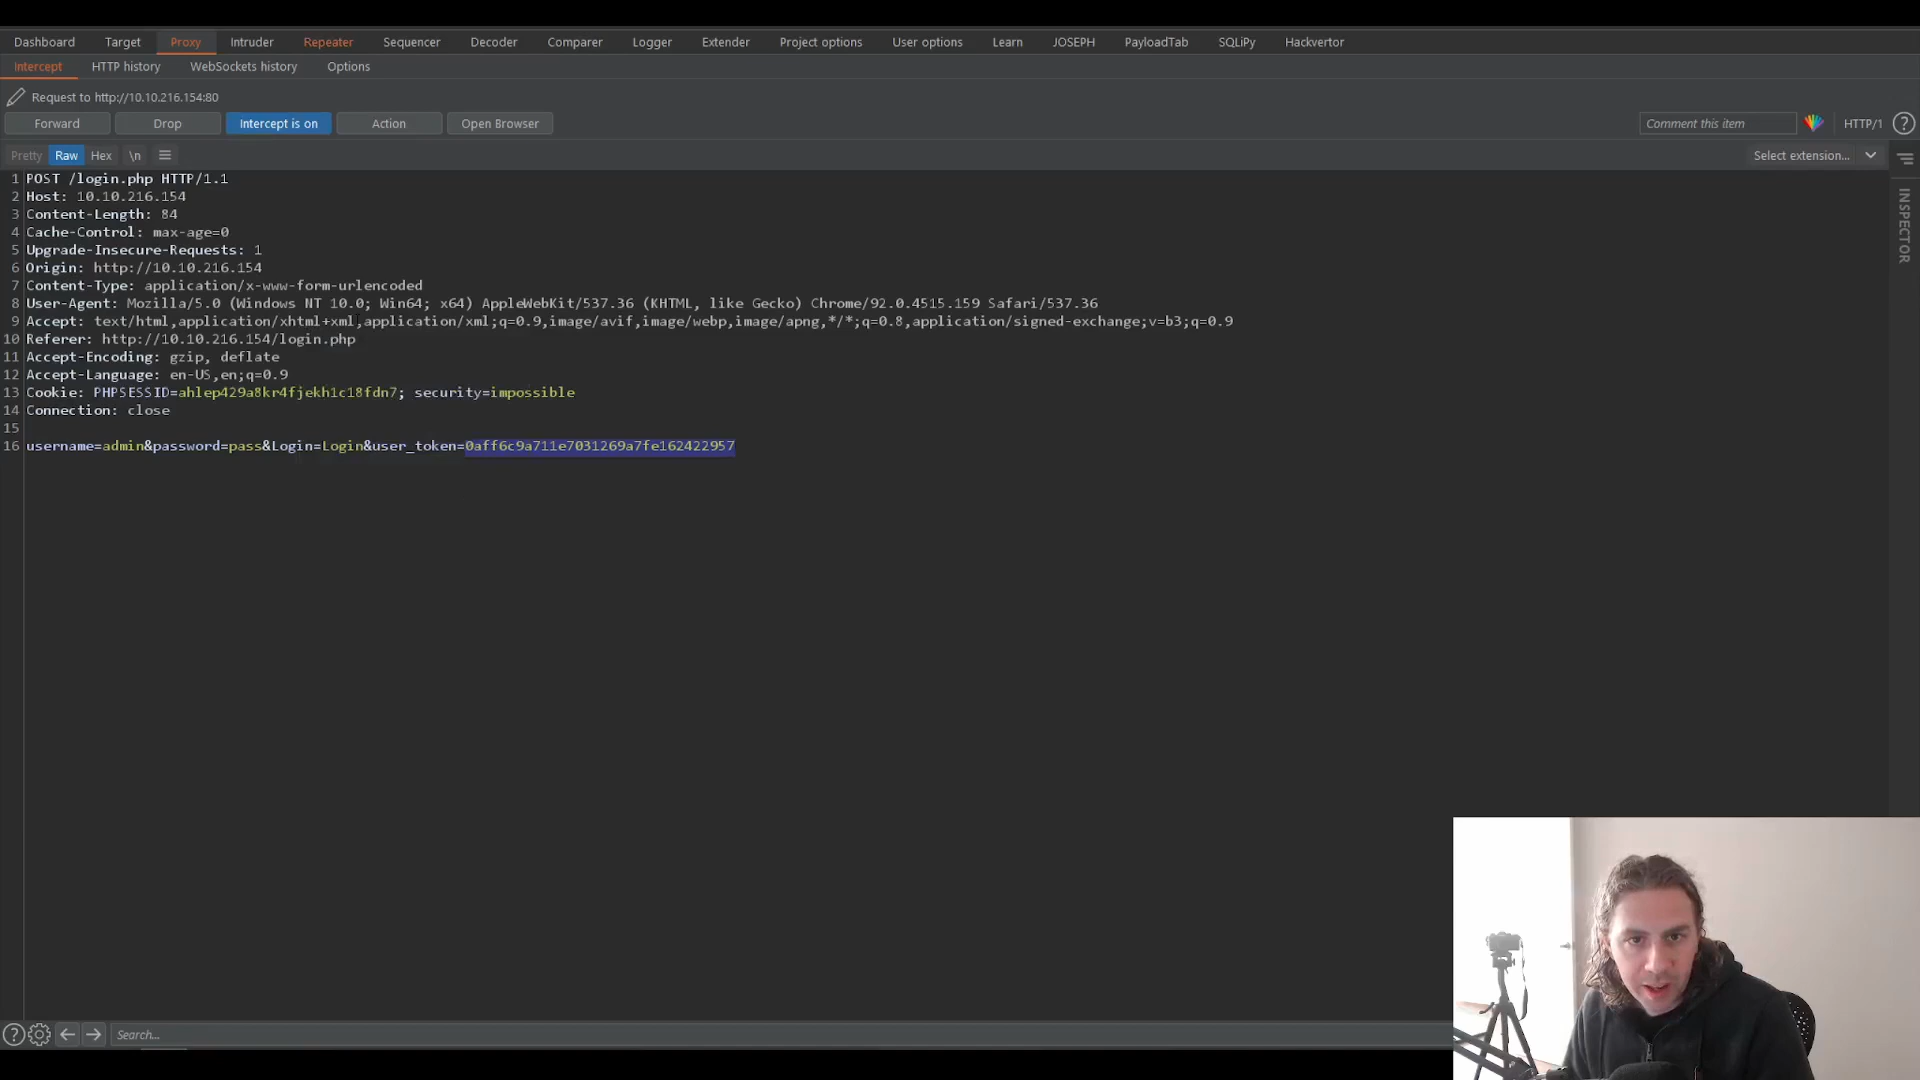 Dashboard Target Proxy Intruder Repeater Sequencer Decoder Comparer Logger Extender Project options User options Learn JOSEPH PayloadTab SQLiPy Hackvertor
Intercept HTTP history WebSockets history Options
Request to http://10.10.216.154:80
Forward Drop Intercept is on Action Open Browser Comment this item HTTP/1 ?
Pretty Raw Hex \n Select extension...
INSPECTOR
1 POST /login.php HTTP/1.1
2 Host: 10.10.216.154
3 Content-Length: 84
4 Cache-Control: max-age=0
5 Upgrade-Insecure-Requests: 1
6 Origin: http://10.10.216.154
7 Content-Type: application/x-www-form-urlencoded
8 User-Agent: Mozilla/5.0 (Windows NT 10.0; Win64; x64) AppleWebKit/537.36 (KHTML, like Gecko) Chrome/92.0.4515.159 Safari/537.36
9 Accept: text/html,application/xhtml+xml,application/xml;q=0.9,image/avif,image/webp,image/apng,*/*;q=0.8,application/signed-exchange;v=b3;q=0.9
10 Referer: http://10.10.216.154/login.php
11 Accept-Encoding: gzip, deflate
12 Accept-Language: en-US,en;q=0.9
13 Cookie: PHPSESSID=ahlep429a8kr4fjekh1c18fdn7; security=impossible
14 Connection: close
15
16 username=admin&password=pass&Login=Login&user_token=0aff6c9a711e7031269a7fe162422957
? Search...